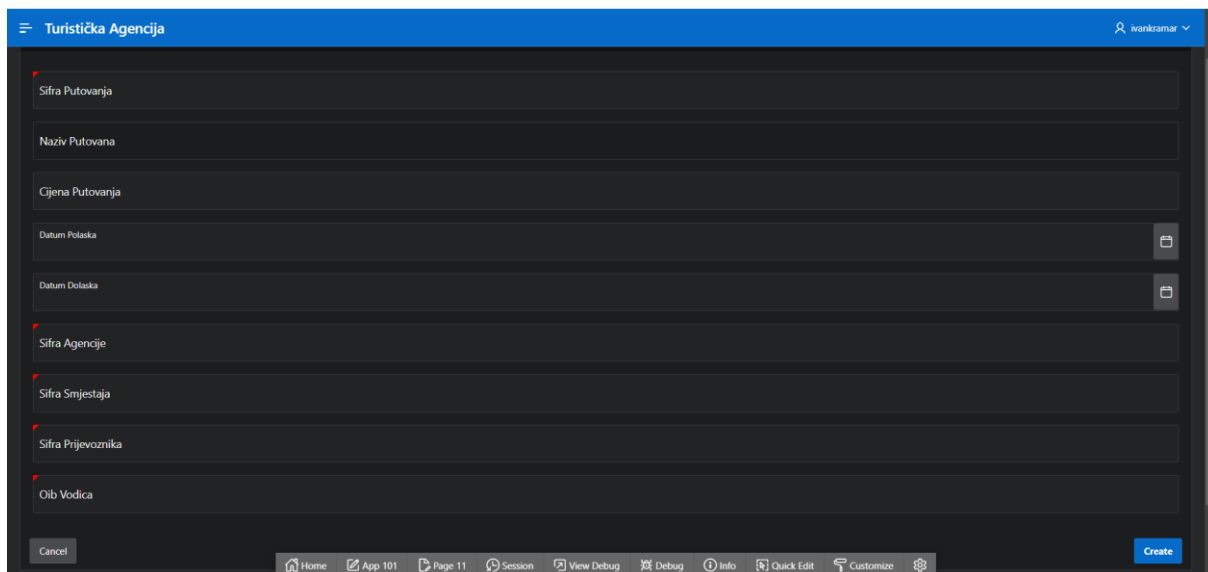 Turistička Agencija
ivankramar
Sifra Putovanja
Naziv Putovana
Cijena Putovanja
Datum Polaska
Datum Dolaska
Sifra Agencije
Sifra Smjestaja
Sifra Prijevoznika
Oib Vodica
Cancel
Create
Home App 101 Page 11 Session View Debug Debug Info Quick Edit Customize